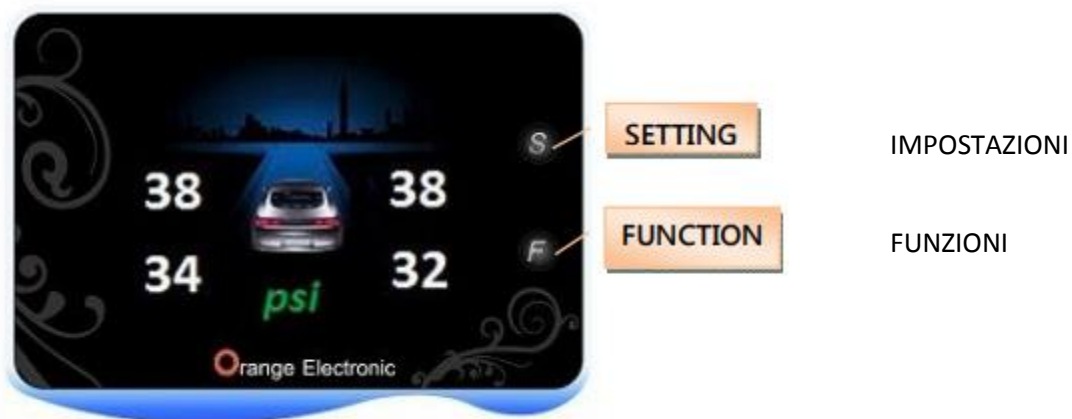 S SETTING IMPOSTAZIONI
38 38
F FUNCTION FUNZIONI
34 32
psi
Orange Electronic